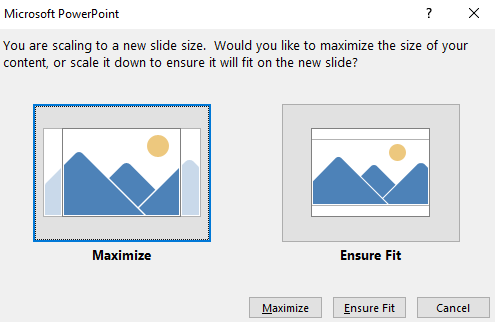 Microsoft PowerPoint
You are scaling to a new slide size.  Would you like to maximize the size of your
content, or scale it down to ensure it will fit on the new slide?
Maximize
Ensure Fit
Maximize
Ensure Fit
Cancel